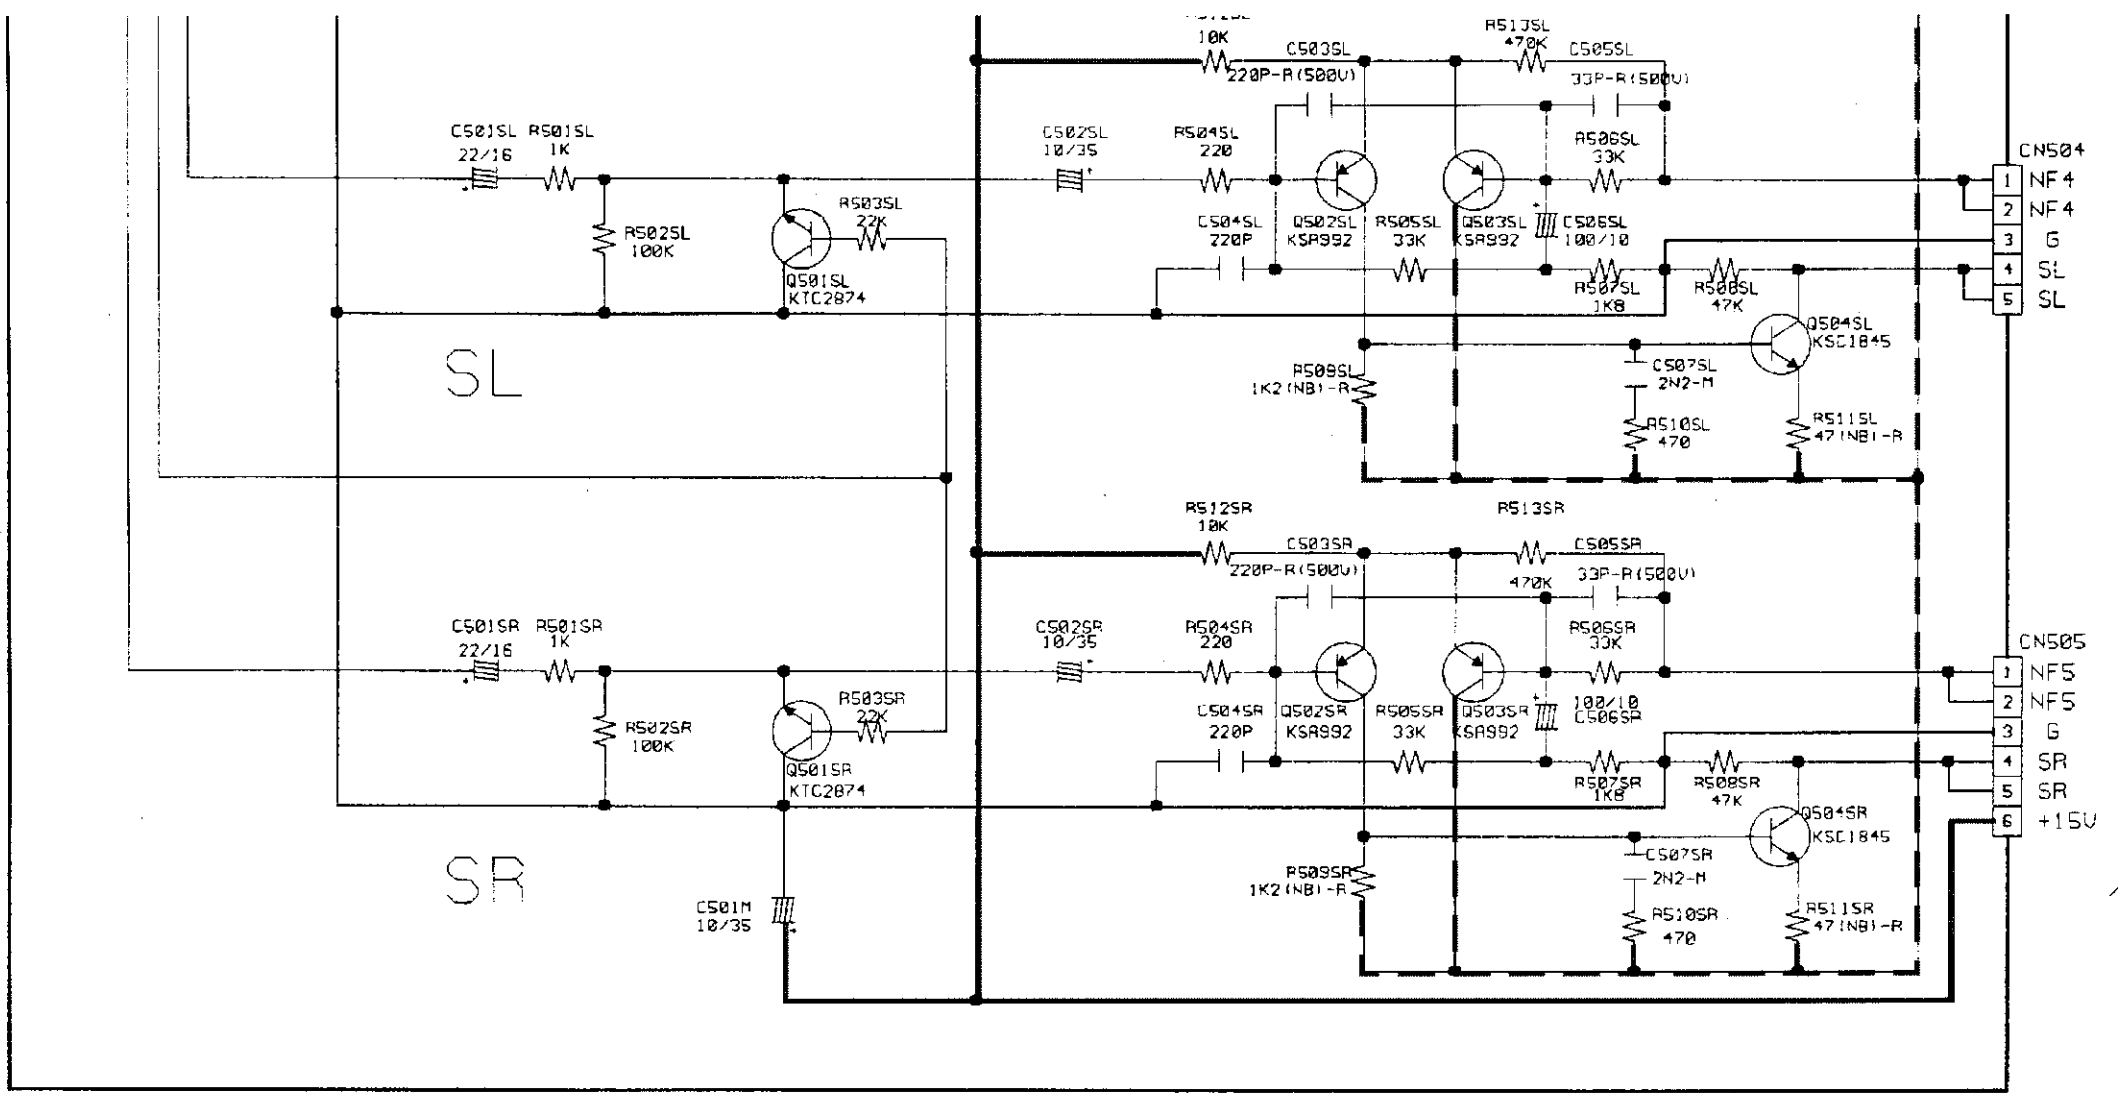 10K
R513SL
470K
C503SL
220P-R(500V)
C505SL
33P-R(500V)
C501SL
22/16
R501SL
1K
C502SL
10/35
R504SL
220
R506SL
33K
CN504
1 NF4
2 NF4
3 G
4 SL
5 SL
R503SL
22K
R502SL
100K
C504SL
220P
Q502SL
KSA992
R505SL
33K
Q503SL
KSA992
C506SL
100/10
Q501SL
KTC2874
R507SL
1K8
R508SL
47K
Q504SL
KSC1845
SL
R509SL
1K2(NB)-R
C507SL
2N2-M
R510SL
470
R511SL
47(NB)-R
R512SR
10K
R513SR
470K
C503SR
220P-R(500V)
C505SR
33P-R(500V)
C501SR
22/16
R501SR
1K
C502SR
10/35
R504SR
220
R506SR
33K
CN505
1 NF5
2 NF5
3 G
4 SR
5 SR
6 +15V
R503SR
22K
R502SR
100K
C504SR
220P
Q502SR
KSA992
R505SR
33K
Q503SR
KSA992
100/10
C506SR
Q501SR
KTC2874
R507SR
1K8
R508SR
47K
Q504SR
KSC1845
SR
R509SR
1K2(NB)-R
C507SR
2N2-M
C501M
10/35
R510SR
470
R511SR
47(NB)-R